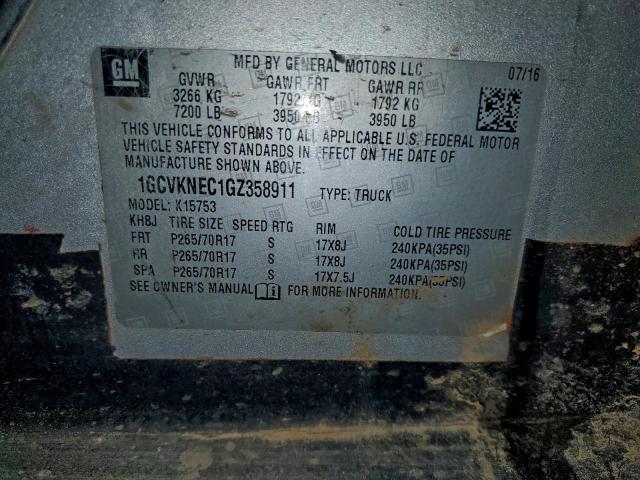 GM
MFD BY GENERAL MOTORS LLC 07/16
GVWR GAWR FRT GAWR RR
3266 KG 1792 KG 1792 KG
7200 LB 3950 LB 3950 LB
THIS VEHICLE CONFORMS TO ALL APPLICABLE U.S. FEDERAL MOTOR
VEHICLE SAFETY STANDARDS IN EFFECT ON THE DATE OF
MANUFACTURE SHOWN ABOVE.
1GCVKNEC1GZ358911 TYPE: TRUCK
MODEL: K15753
KH8J TIRE SIZE SPEED RTG RIM COLD TIRE PRESSURE
FRT P265/70R17 S 17X8J 240KPA(35PSI)
RR P265/70R17 S 17X8J 240KPA(35PSI)
SPA P265/70R17 S 17X7.5J 240KPA(35PSI)
SEE OWNER'S MANUAL FOR MORE INFORMATION.